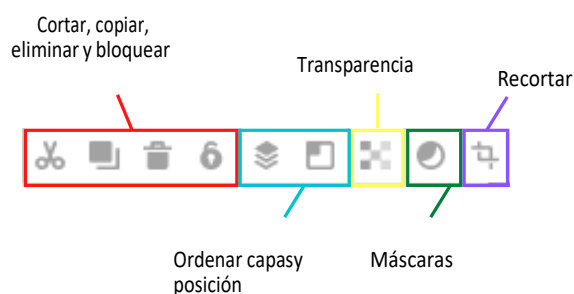 Cortar, copiar,
eliminar y bloquear
Transparencia
Recortar
Ordenar capasy
posición
Máscaras